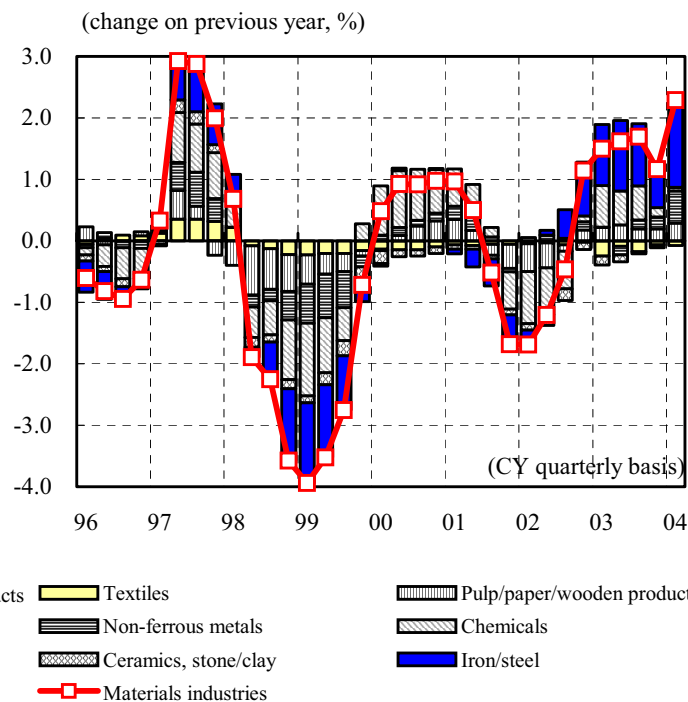 (change on previous year, %)
3.0
2.0
1.0
0.0
-1.0
-2.0
-3.0
-4.0
(CY quarterly basis)
96 97 98 99 00 01 02 03 04
cts Textiles Pulp/paper/wooden product
Non-ferrous metals Chemicals
Ceramics, stone/clay Iron/steel
Materials industries